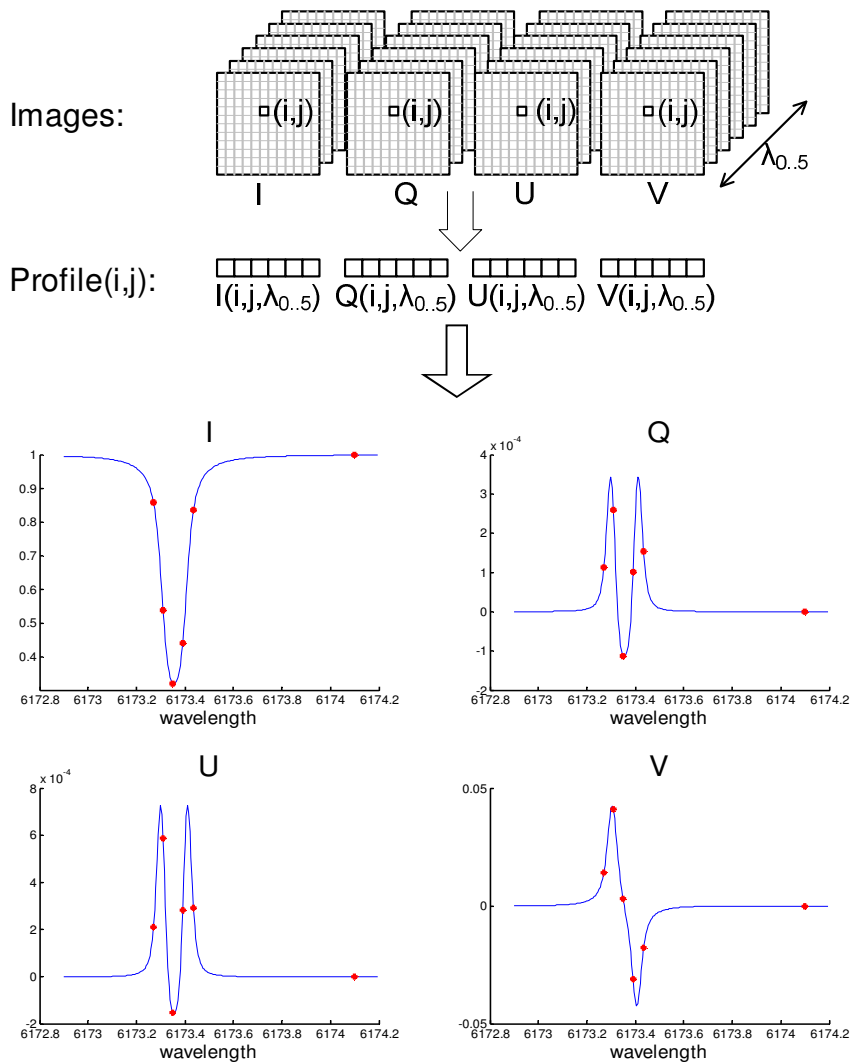 Images:
(i,j) (i,j) (i,j) (i,j)
λ0..5
I Q U V
Profile(i,j):
I(i,j,λ0..5) Q(i,j,λ0..5) U(i,j,λ0..5) V(i,j,λ0..5)
I
1
0.9
0.8
0.7
0.6
0.5
0.4
6172.8 6173 6173.2 6173.4 6173.6 6173.8 6174 6174.2
wavelength
Q
x 10-4
4
3
2
1
0
-1
-2
6172.8 6173 6173.2 6173.4 6173.6 6173.8 6174 6174.2
wavelength
U
x 10-4
8
6
4
2
0
-2
6172.8 6173 6173.2 6173.4 6173.6 6173.8 6174 6174.2
wavelength
V
0.05
0
-0.05
6172.8 6173 6173.2 6173.4 6173.6 6173.8 6174 6174.2
wavelength